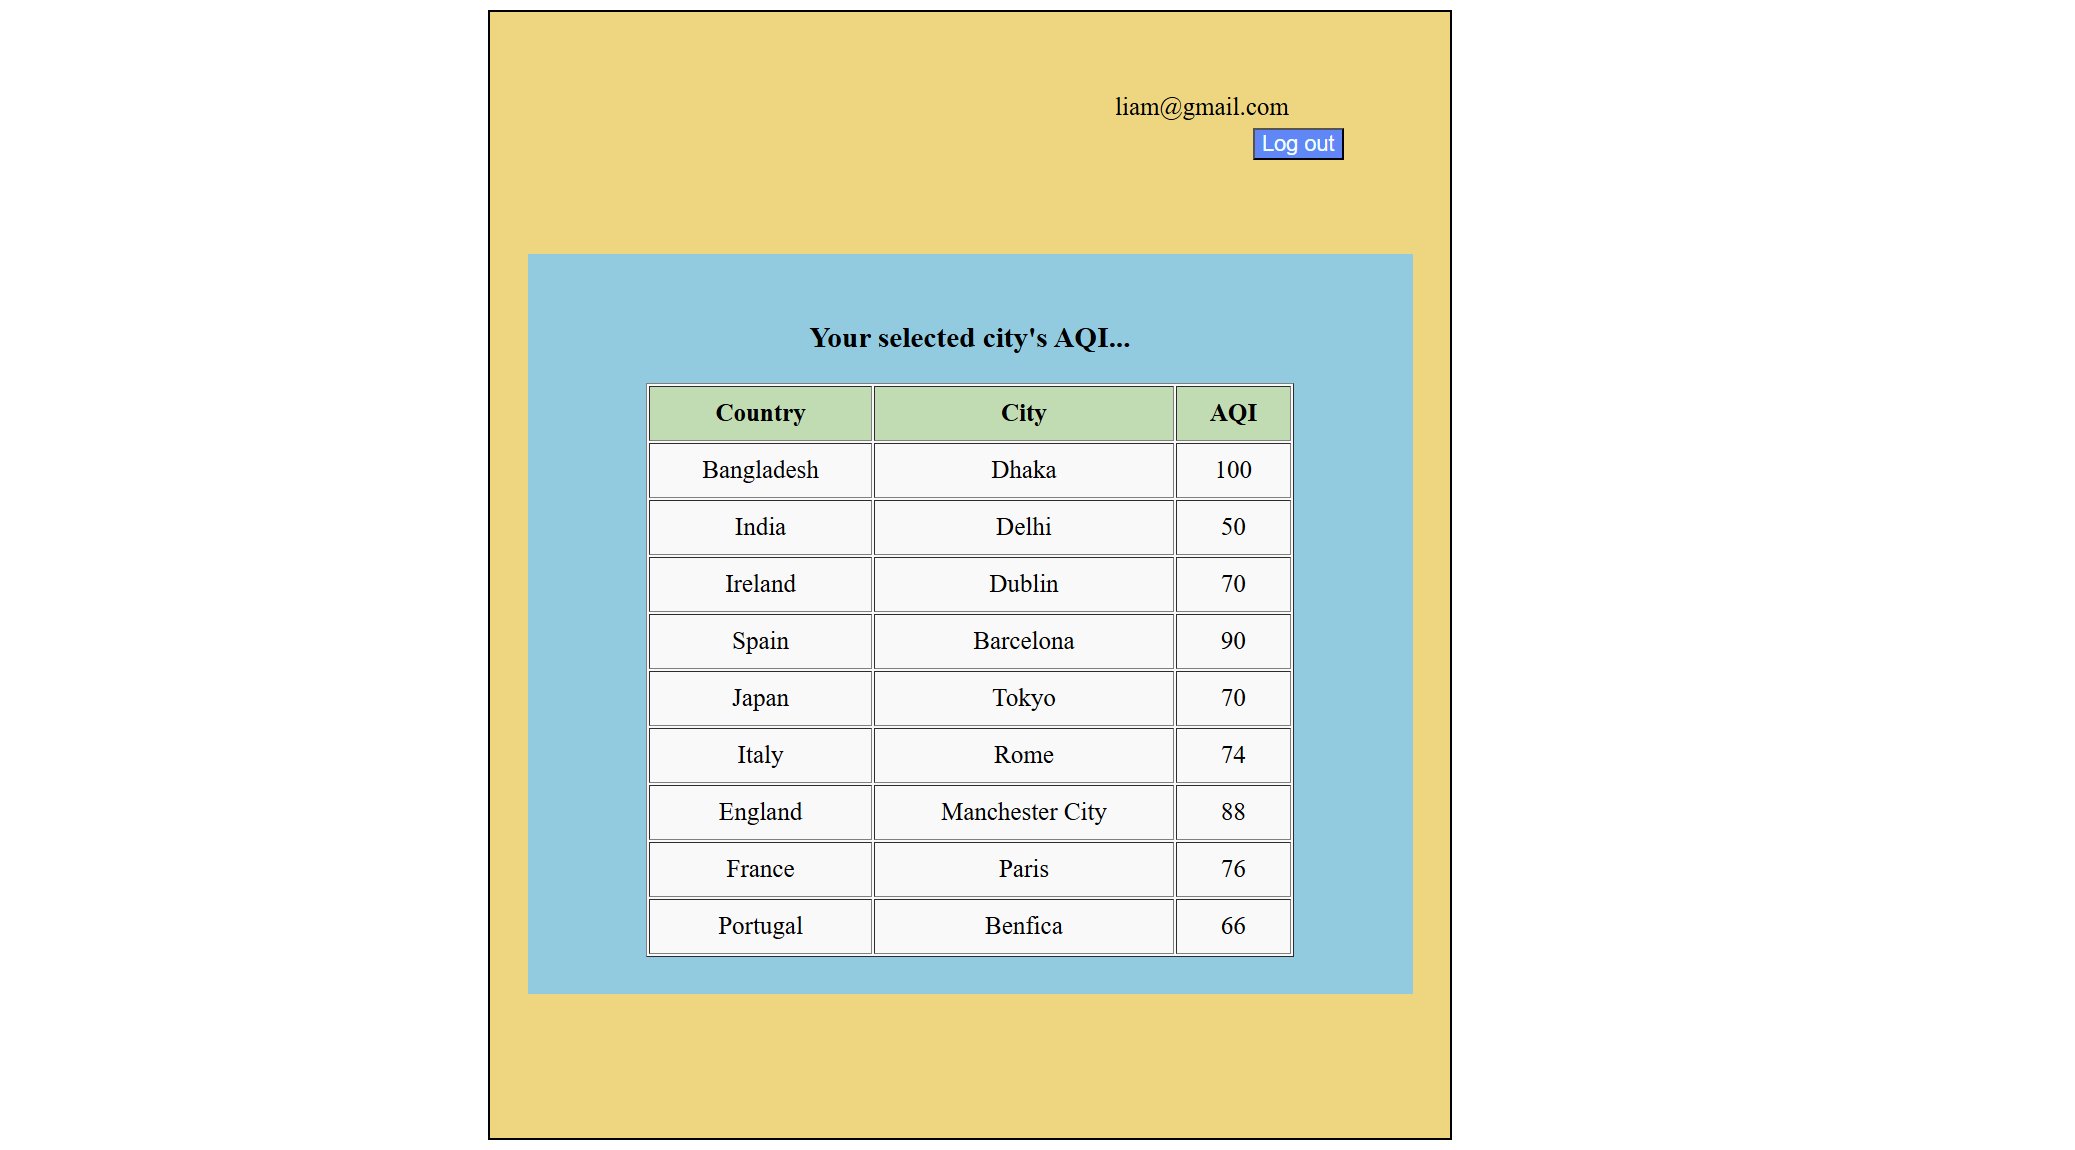 liam@gmail.com
Log out
Your selected city's AQI...
Country City AQI
Bangladesh Dhaka 100
India Delhi 50
Ireland Dublin 70
Spain Barcelona 90
Japan Tokyo 70
Italy Rome 74
England Manchester City 88
France Paris 76
Portugal Benfica 66